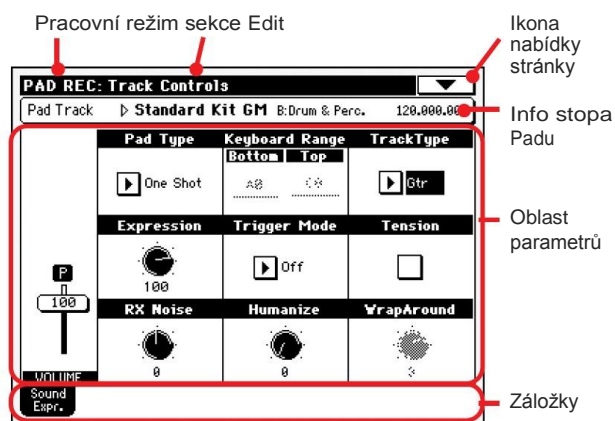 Pracovní režim sekce Edit
Ikona
nabídky
stránky
PAD REC: Track Controls
Pad Track ▷ Standard Kit GM B:Drum & Perc. 120.000.00
Info stopa
Padu
Pad Type Keyboard Range TrackType
Bottom Top
One Shot Gtr
Expression Trigger Mode Tension
100 Off
Oblast
parametrů
P
100
RX Noise Humanize WrapAround
0 0 3
VOLUME
Sound
Expr.
Záložky